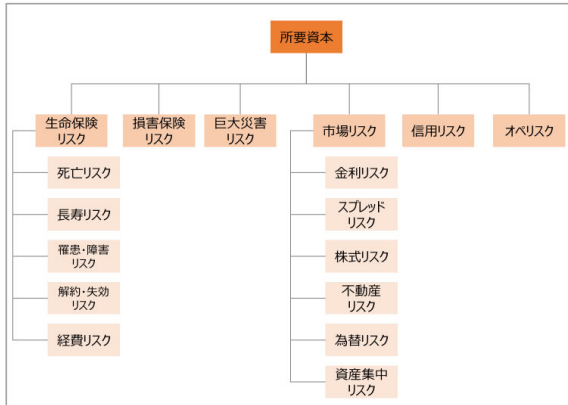 所要資本
生命保険
リスク
損害保険
リスク
巨大災害
リスク
市場リスク
信用リスク
オペリスク
死亡リスク
長寿リスク
罹患・障害
リスク
解約・失効
リスク
経費リスク
金利リスク
スプレッド
リスク
株式リスク
不動産
リスク
為替リスク
資産集中
リスク